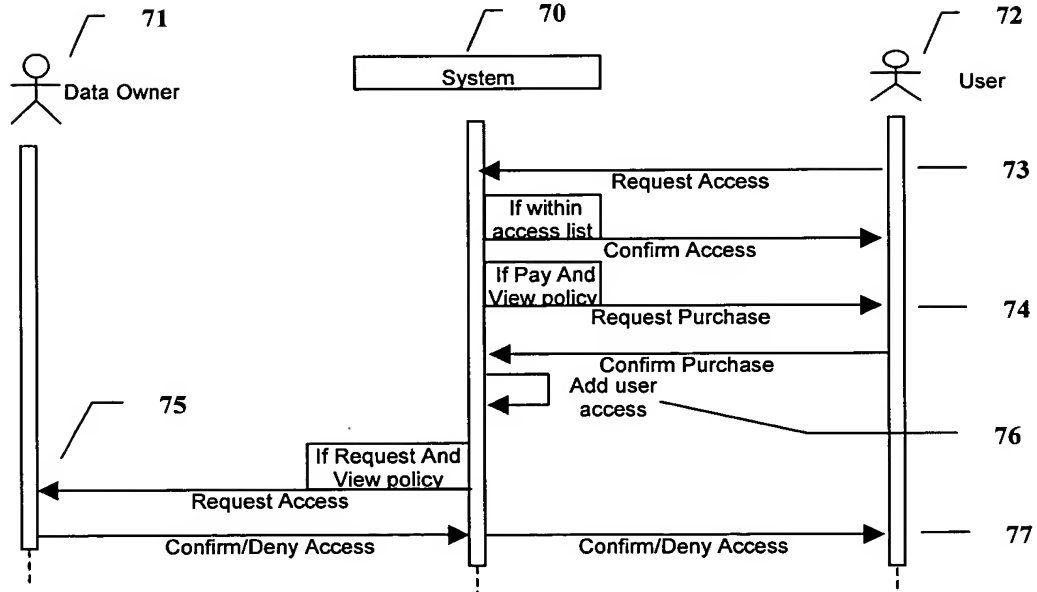 71
70
72
Data Owner
System
User
73
Request Access
If within
access list
Confirm Access
If Pay And
View policy
74
Request Purchase
Confirm Purchase
Add user
access
75
76
If Request And
View policy
Request Access
Confirm/Deny Access
Confirm/Deny Access
77